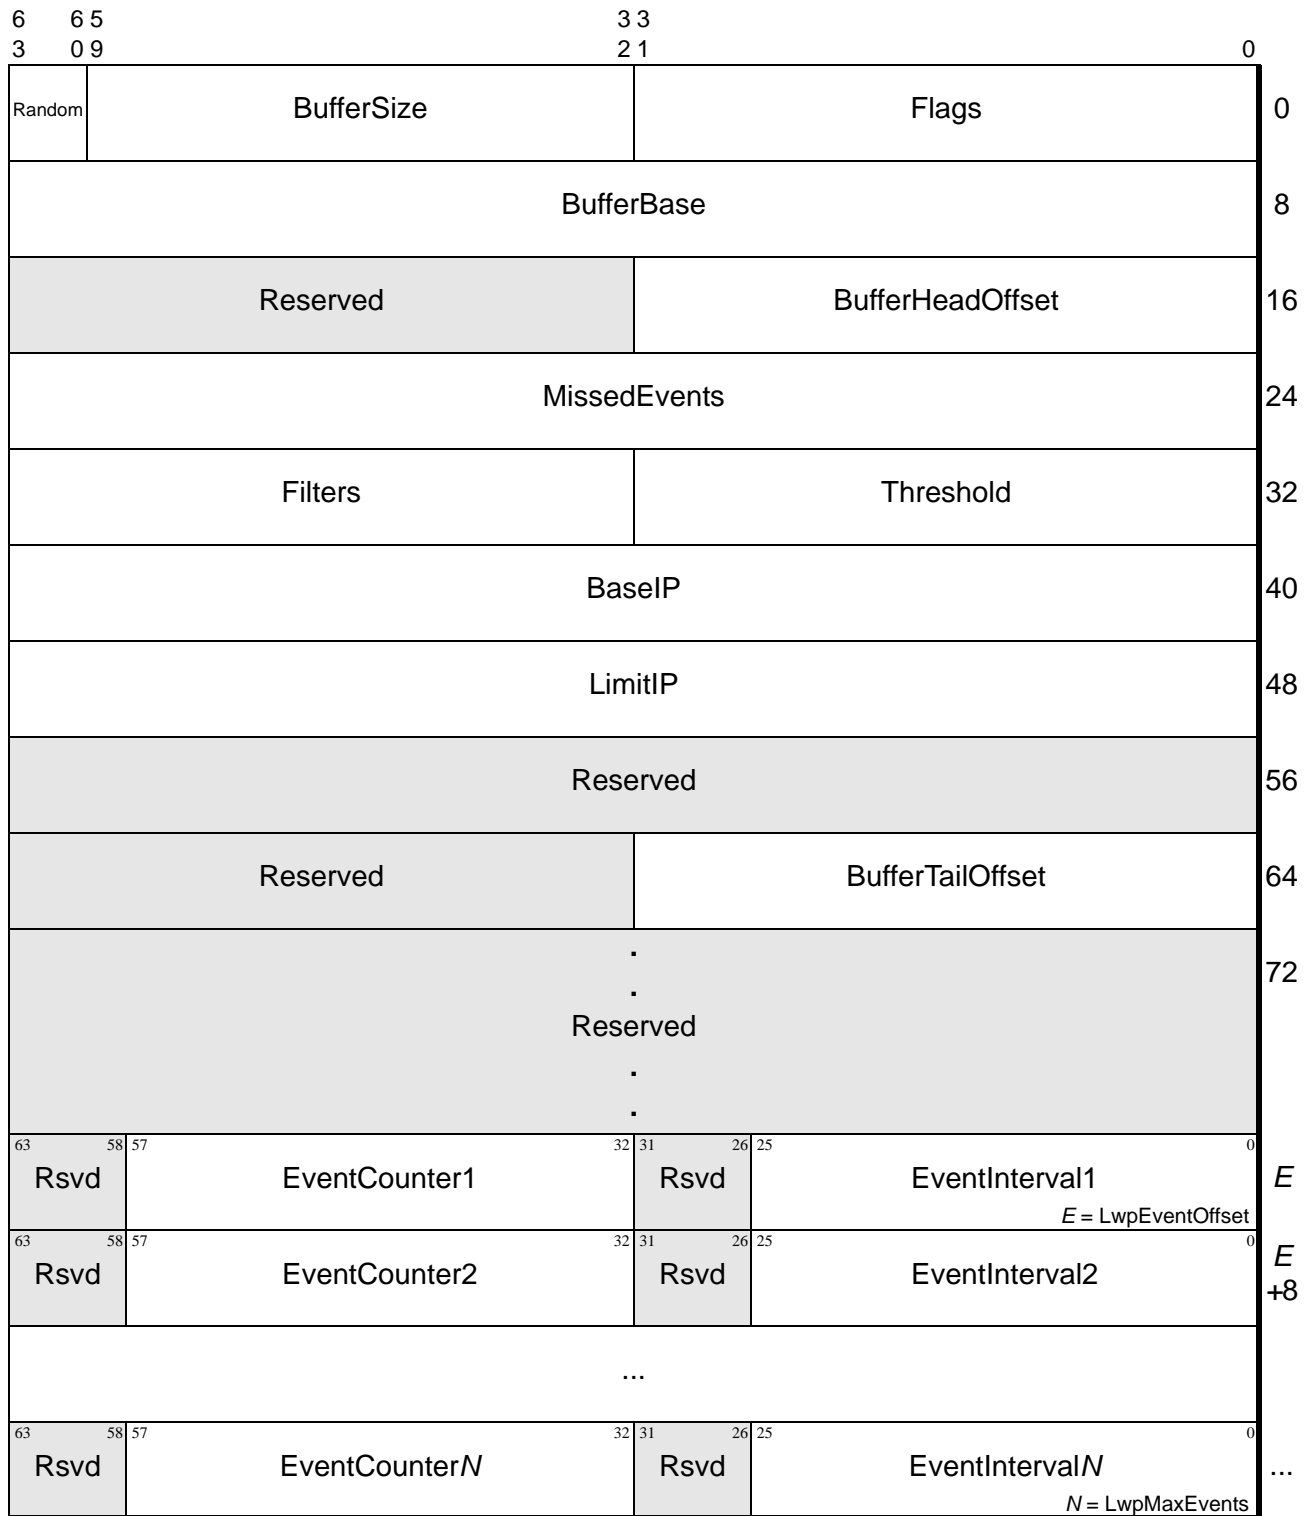 6 6 5 3 3
3 0 9 2 1 0
Random BufferSize Flags 0
BufferBase 8
Reserved BufferHeadOffset 16
MissedEvents 24
Filters Threshold 32
BaseIP 40
LimitIP 48
Reserved 56
Reserved BufferTailOffset 64
. 72
.
Reserved
.
.
63 58 57 32 31 26 25 0
Rsvd EventCounter1 Rsvd EventInterval1 E
E = LwpEventOffset
63 58 57 32 31 26 25 0
Rsvd EventCounter2 Rsvd EventInterval2 E
+8
...
63 58 57 32 31 26 25 0
Rsvd EventCounterN Rsvd EventIntervalN ...
N = LwpMaxEvents